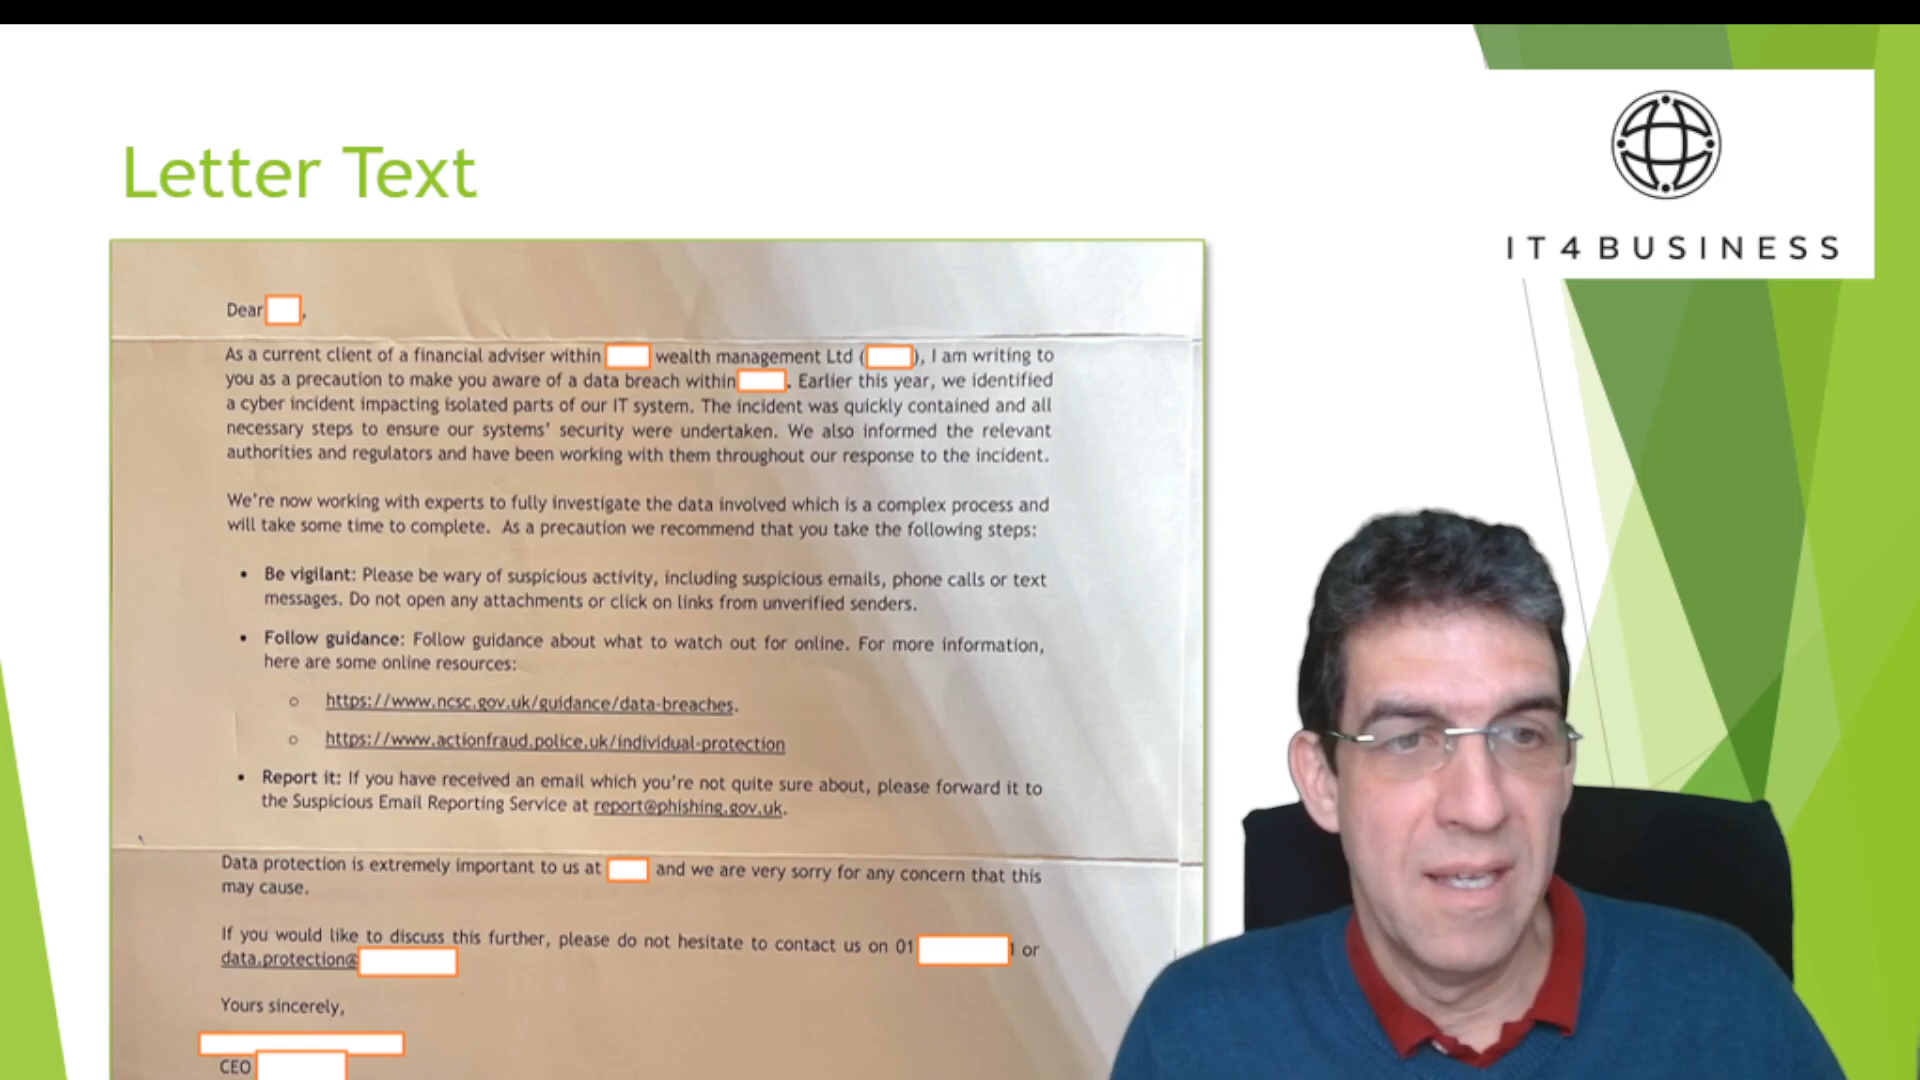 Letter Text
IT4BUSINESS
Dear ,
As a current client of a financial adviser within wealth management Ltd ( ), I am writing to
you as a precaution to make you aware of a data breach within . Earlier this year, we identified
a cyber incident impacting isolated parts of our IT system. The incident was quickly contained and all
necessary steps to ensure our systems' security were undertaken. We also informed the relevant
authorities and regulators and have been working with them throughout our response to the incident.
We're now working with experts to fully investigate the data involved which is a complex process and
will take some time to complete. As a precaution we recommend that you take the following steps:
• Be vigilant: Please be wary of suspicious activity, including suspicious emails, phone calls or text
messages. Do not open any attachments or click on links from unverified senders.
• Follow guidance: Follow guidance about what to watch out for online. For more information,
here are some online resources:
o https://www.ncsc.gov.uk/guidance/data-breaches.
o https://www.actionfraud.police.uk/individual-protection
• Report it: If you have received an email which you're not quite sure about, please forward it to
the Suspicious Email Reporting Service at report@phishing.gov.uk.
Data protection is extremely important to us at and we are very sorry for any concern that this
may cause.
If you would like to discuss this further, please do not hesitate to contact us on 01 or
data.protection@
Yours sincerely,
CEO